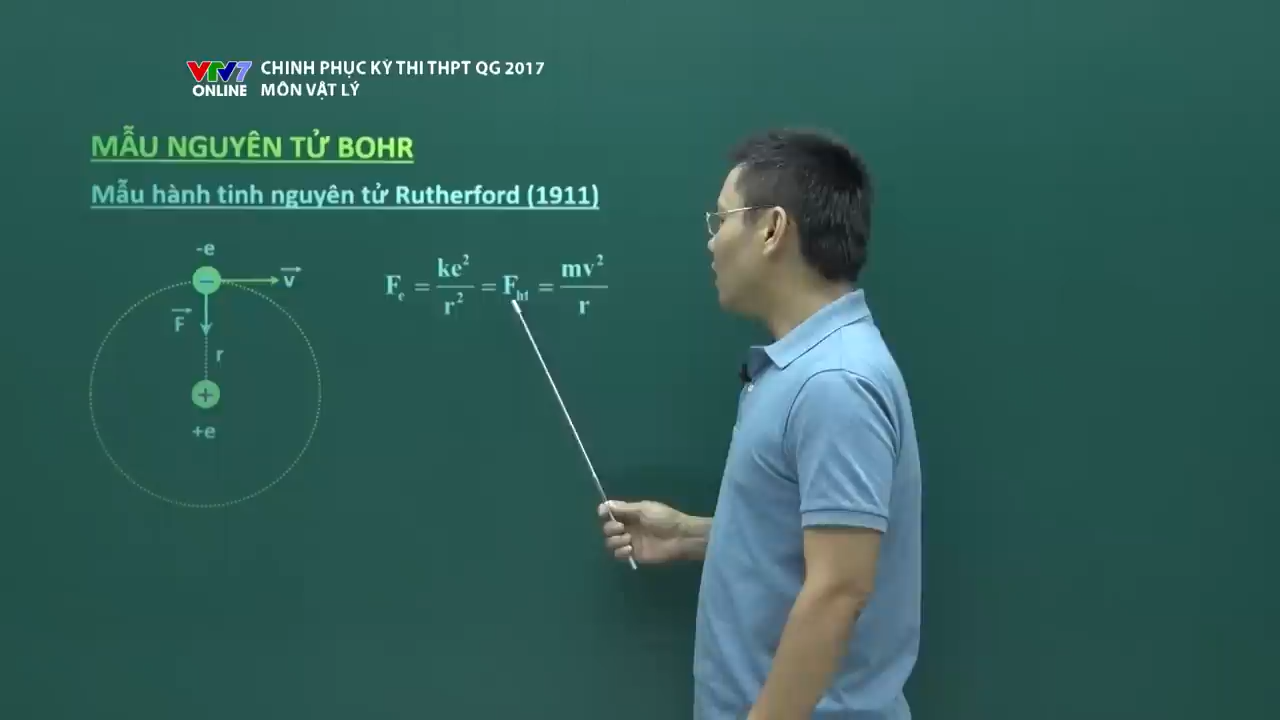 VTV7 CHINH PHỤC KỲ THI THPT QG 2017
ONLINE MÔN VẬT LÝ
MẪU NGUYÊN TỬ BOHR
Mẫu hành tinh nguyên tử Rutherford (1911)
-e
v
F
r
+
+e
Fe = ke²/r² = Fht = mv²/r